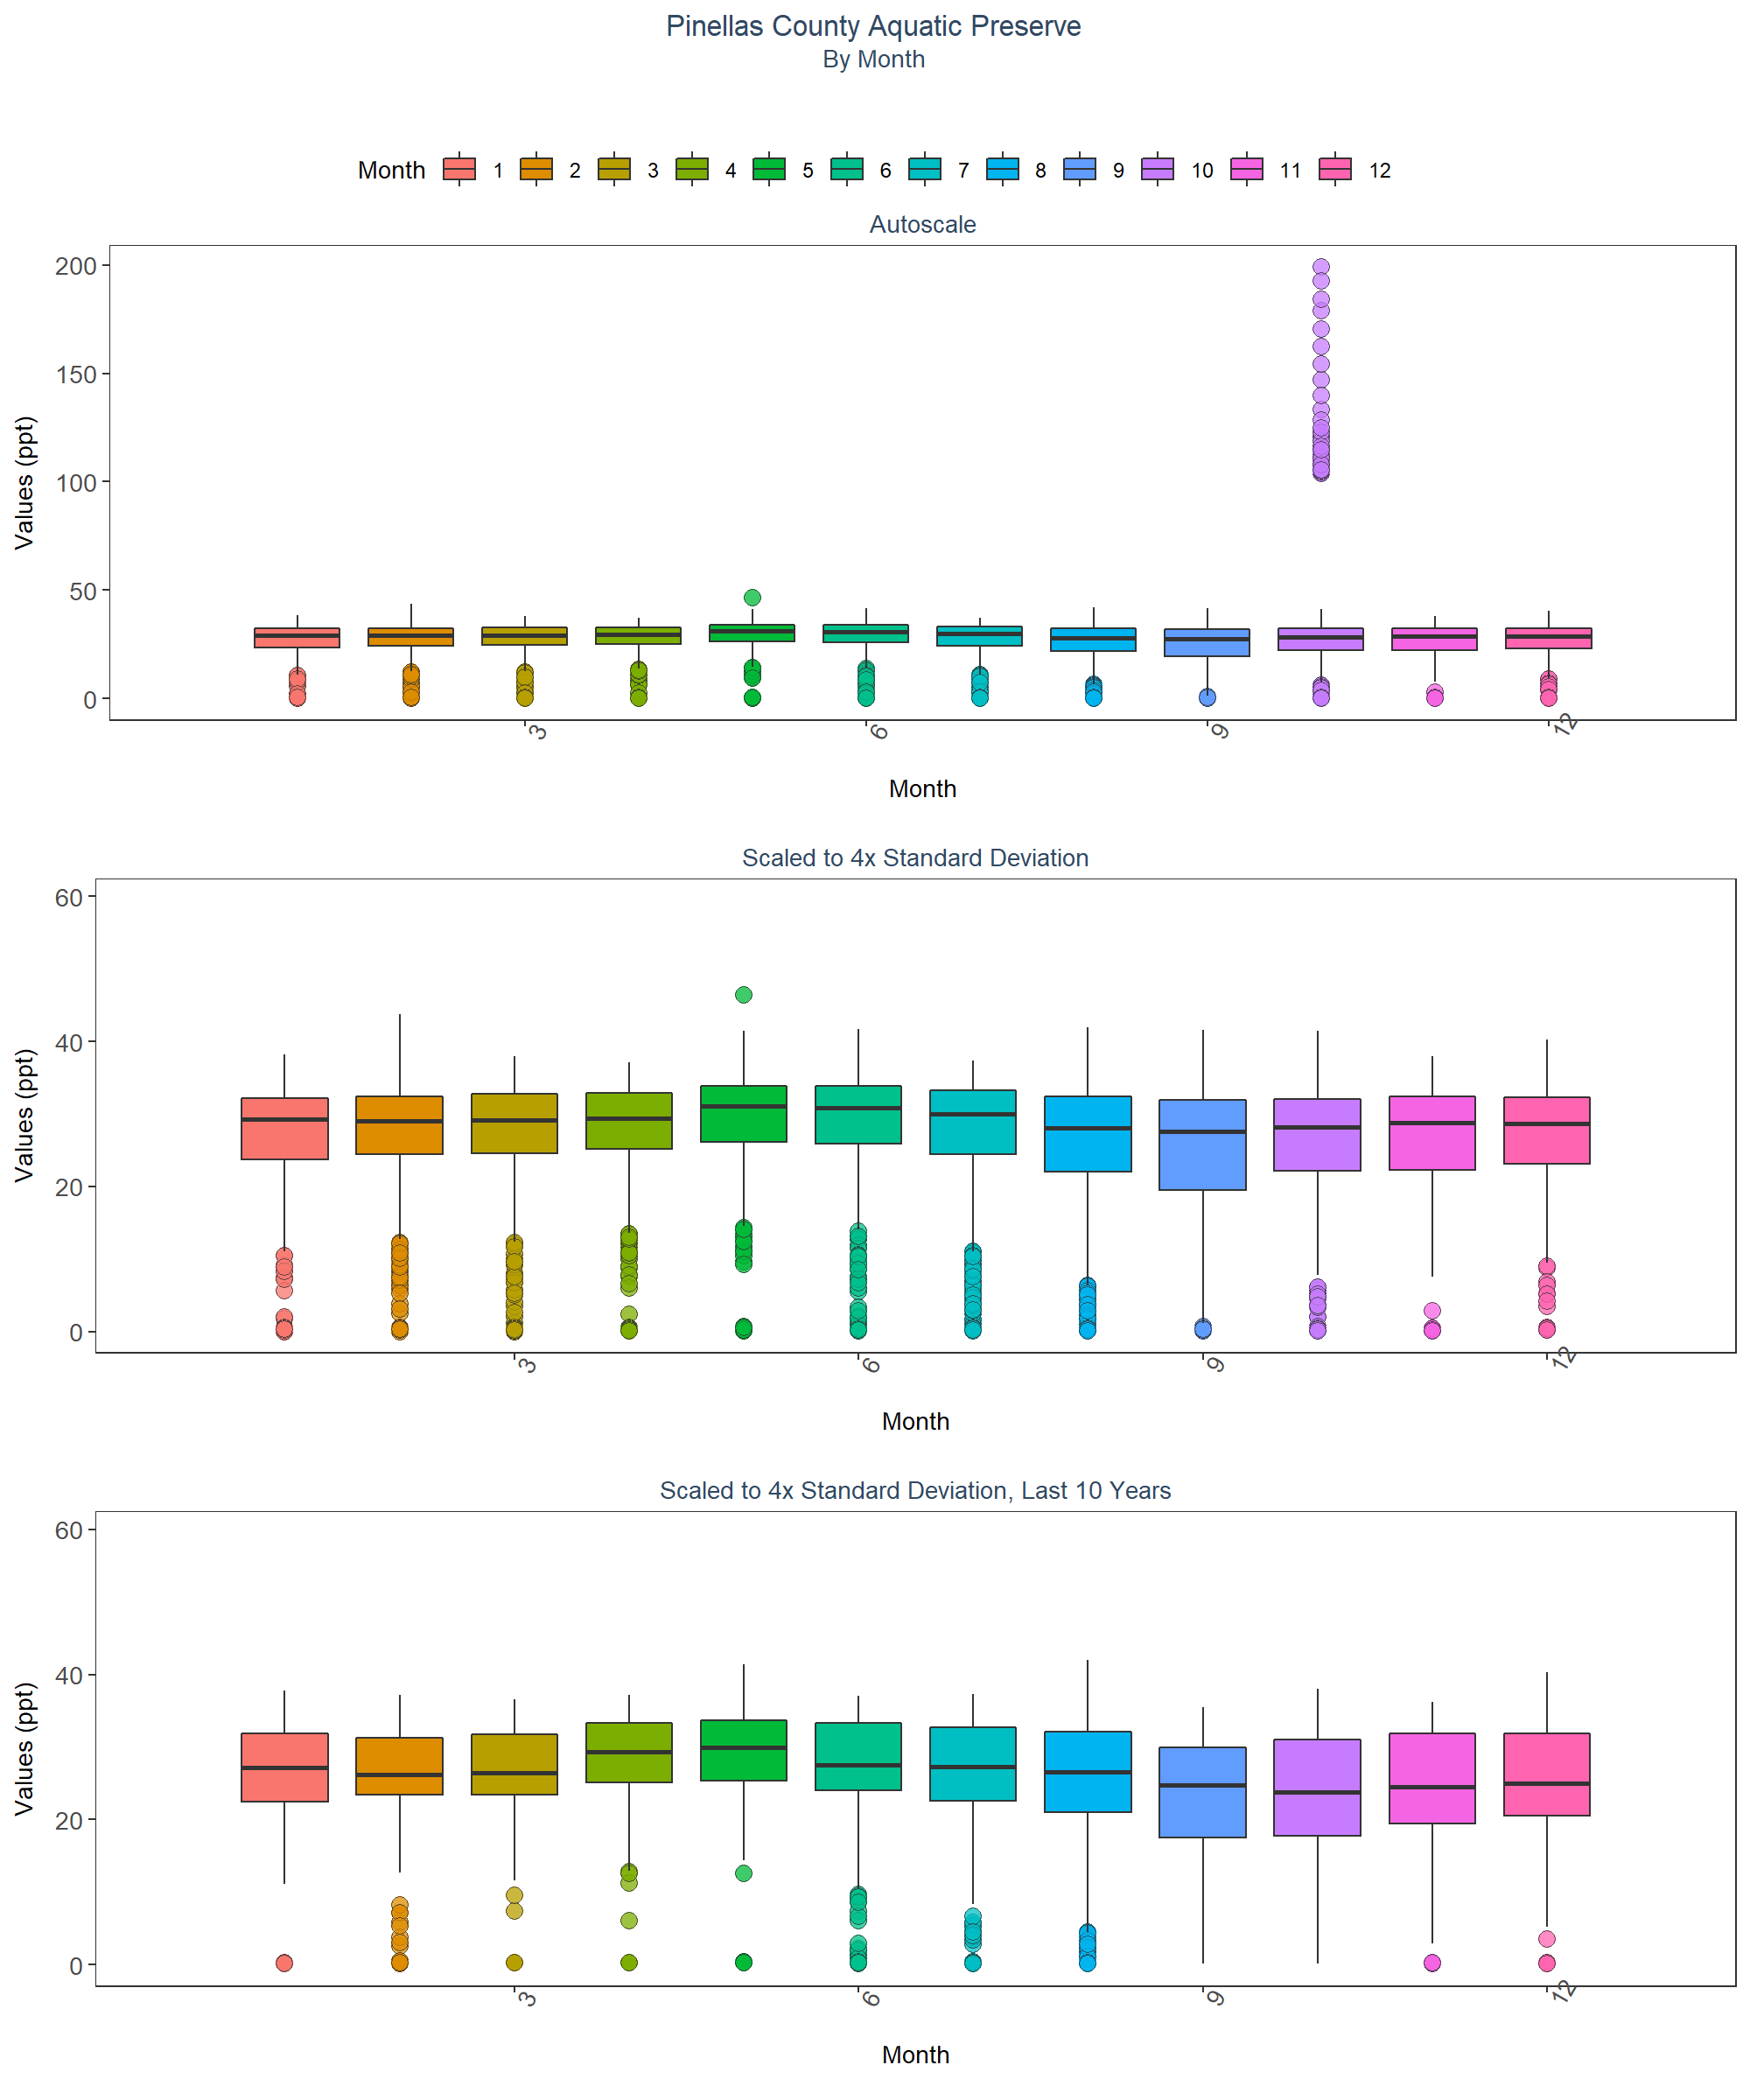 Pinellas County Aquatic Preserve
By Month
Month 1 2 3 4 5 6 7 8 9 10 11 12
Autoscale
200
150
100
50
0
Values (ppt)
3 6 9 12
Month
Scaled to 4x Standard Deviation
60
40
20
0
Values (ppt)
3 6 9 12
Month
Scaled to 4x Standard Deviation, Last 10 Years
60
40
20
0
Values (ppt)
3 6 9 12
Month